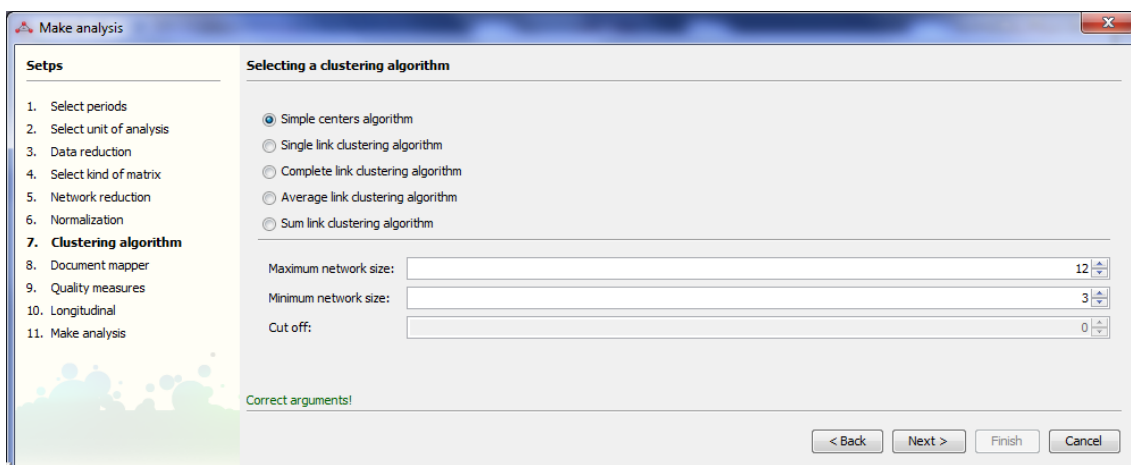 Make analysis
x
Setps
1. Select periods
2. Select unit of analysis
3. Data reduction
4. Select kind of matrix
5. Network reduction
6. Normalization
7. Clustering algorithm
8. Document mapper
9. Quality measures
10. Longitudinal
11. Make analysis
Selecting a clustering algorithm
Simple centers algorithm
Single link clustering algorithm
Complete link clustering algorithm
Average link clustering algorithm
Sum link clustering algorithm
Maximum network size: 12
Minimum network size: 3
Cut off: 0
Correct arguments!
< Back Next > Finish Cancel